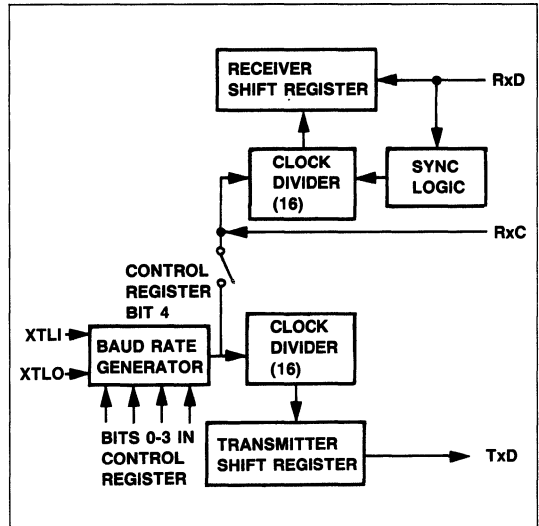 RECEIVER
SHIFT REGISTER
RxD
CLOCK
DIVIDER
(16)
SYNC
LOGIC
RxC
CONTROL
REGISTER
BIT 4
XTLI
XTLO
BAUD RATE
GENERATOR
CLOCK
DIVIDER
(16)
BITS 0-3 IN
CONTROL
REGISTER
TRANSMITTER
SHIFT REGISTER
TxD